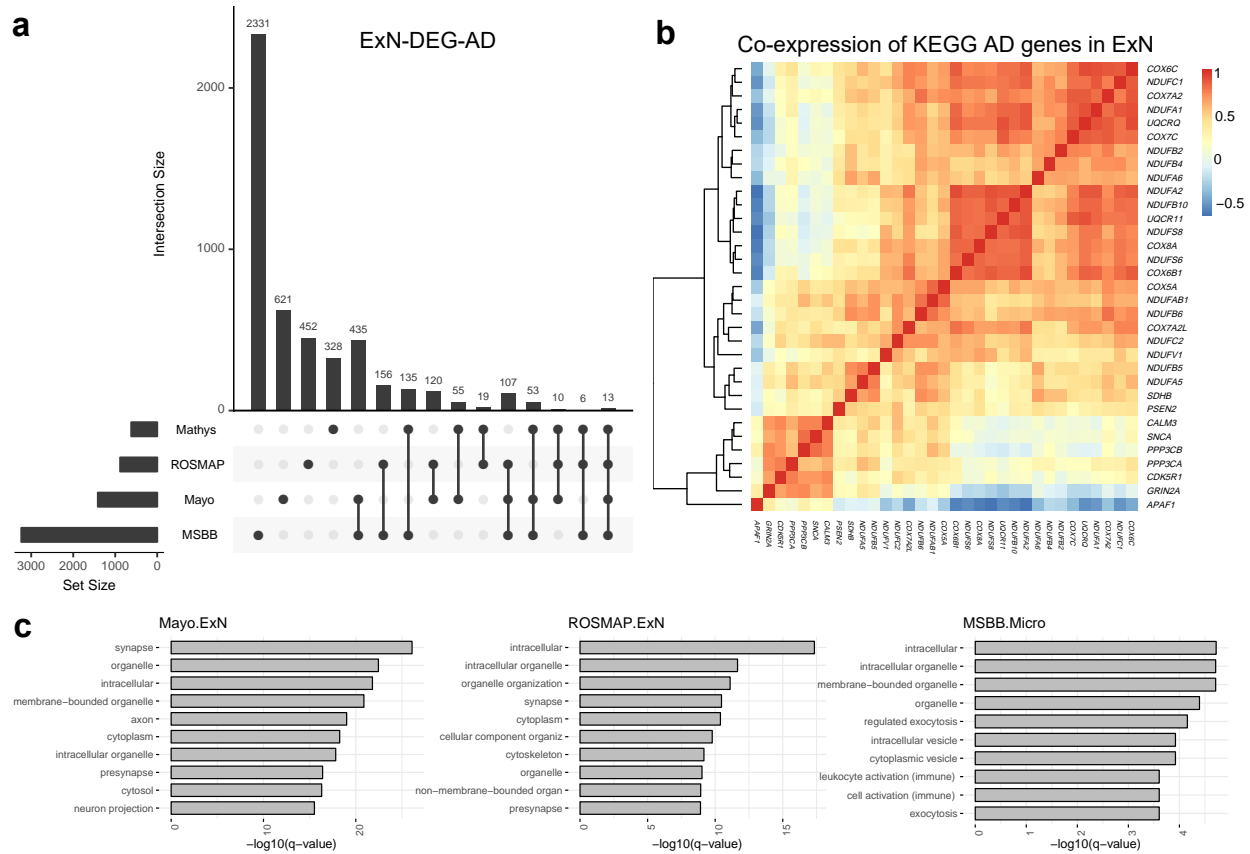 a
ExN-DEG-AD
Intersection Size
2000
1000
0
2331
621
452
328
435
156
135
120
55
19
107
53
10
6
13
Mathys
ROSMAP
Mayo
MSBB
3000
2000
1000
0
Set Size
b
Co-expression of KEGG AD genes in ExN
COX6C
NDUFC1
COX7A2
NDUFA1
UQCRQ
COX7C
NDUFB2
NDUFB4
NDUFA6
NDUFA2
NDUFB10
UQCR11
NDUFS8
COX8A
NDUFS6
COX6B1
COX5A
NDUFAB1
NDUFB6
COX7A2L
NDUFC2
NDUFV1
NDUFB5
NDUFA5
SDHB
PSEN2
CALM3
SNCA
PPP3CB
PPP3CA
CDK5R1
GRIN2A
APAF1
1
0.5
0
−0.5
APAF1
GRIN2A
CDK5R1
PPP3CA
PPP3CB
SNCA
CALM3
PSEN2
SDHB
NDUFA5
NDUFB5
NDUFV1
NDUFC2
COX7A2L
NDUFB6
NDUFAB1
COX5A
COX6B1
NDUFS6
COX8A
NDUFS8
UQCR11
NDUFB10
NDUFA2
NDUFA6
NDUFB4
NDUFB2
COX7C
UQCRQ
NDUFA1
COX7A2
NDUFC1
COX6C
c
Mayo.ExN
synapse
organelle
intracellular
membrane−bounded organelle
axon
cytoplasm
intracellular organelle
presynapse
cytosol
neuron projection
0
10
20
−log10(q−value)
ROSMAP.ExN
intracellular
intracellular organelle
organelle organization
synapse
cytoplasm
cellular component organiz
cytoskeleton
organelle
non−membrane−bounded organ
presynapse
0
5
10
15
−log10(q−value)
MSBB.Micro
intracellular
intracellular organelle
membrane−bounded organelle
organelle
regulated exocytosis
intracellular vesicle
cytoplasmic vesicle
leukocyte activation (immune)
cell activation (immune)
exocytosis
0
1
2
3
4
−log10(q−value)